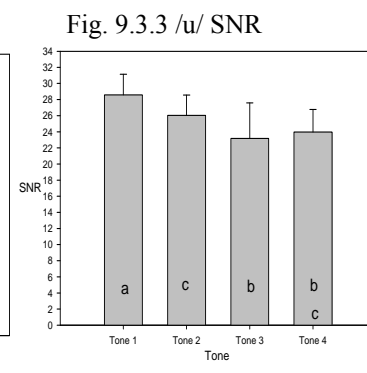 Fig. 9.3.3 /u/ SNR
34
32
30
28
26
24
22
20
18
16
14
12
10
8
6
4
2
0
SNR
a
c
b
b
c
Tone 1 Tone 2 Tone 3 Tone 4
Tone